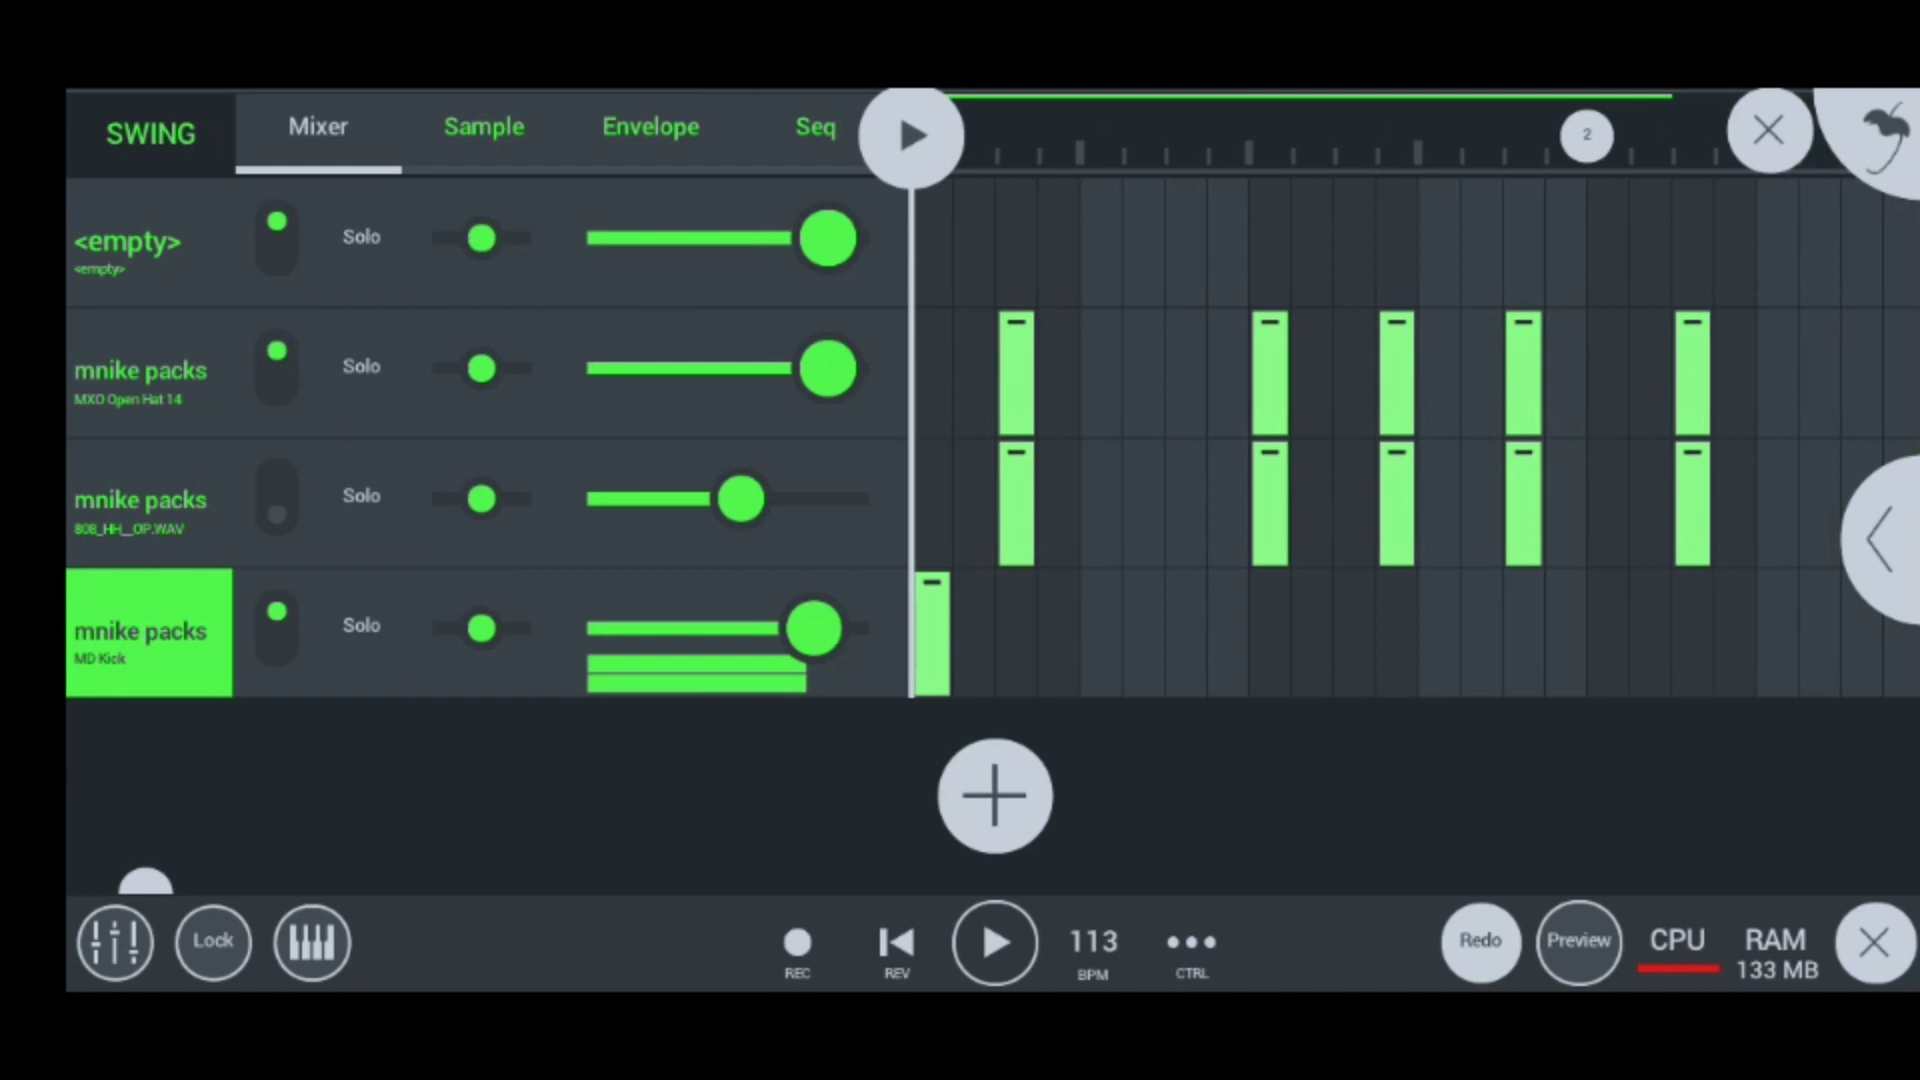 SWING
Mixer
Sample
Envelope
Seq
2
<empty>
<empty>
Solo
mnike packs
MXO Open Hat 14
Solo
mnike packs
808_HH__OP.WAV
Solo
mnike packs
MD Kick
Solo
Lock
REC
REV
113
BPM
CTRL
Redo
Preview
CPU
RAM
133 MB